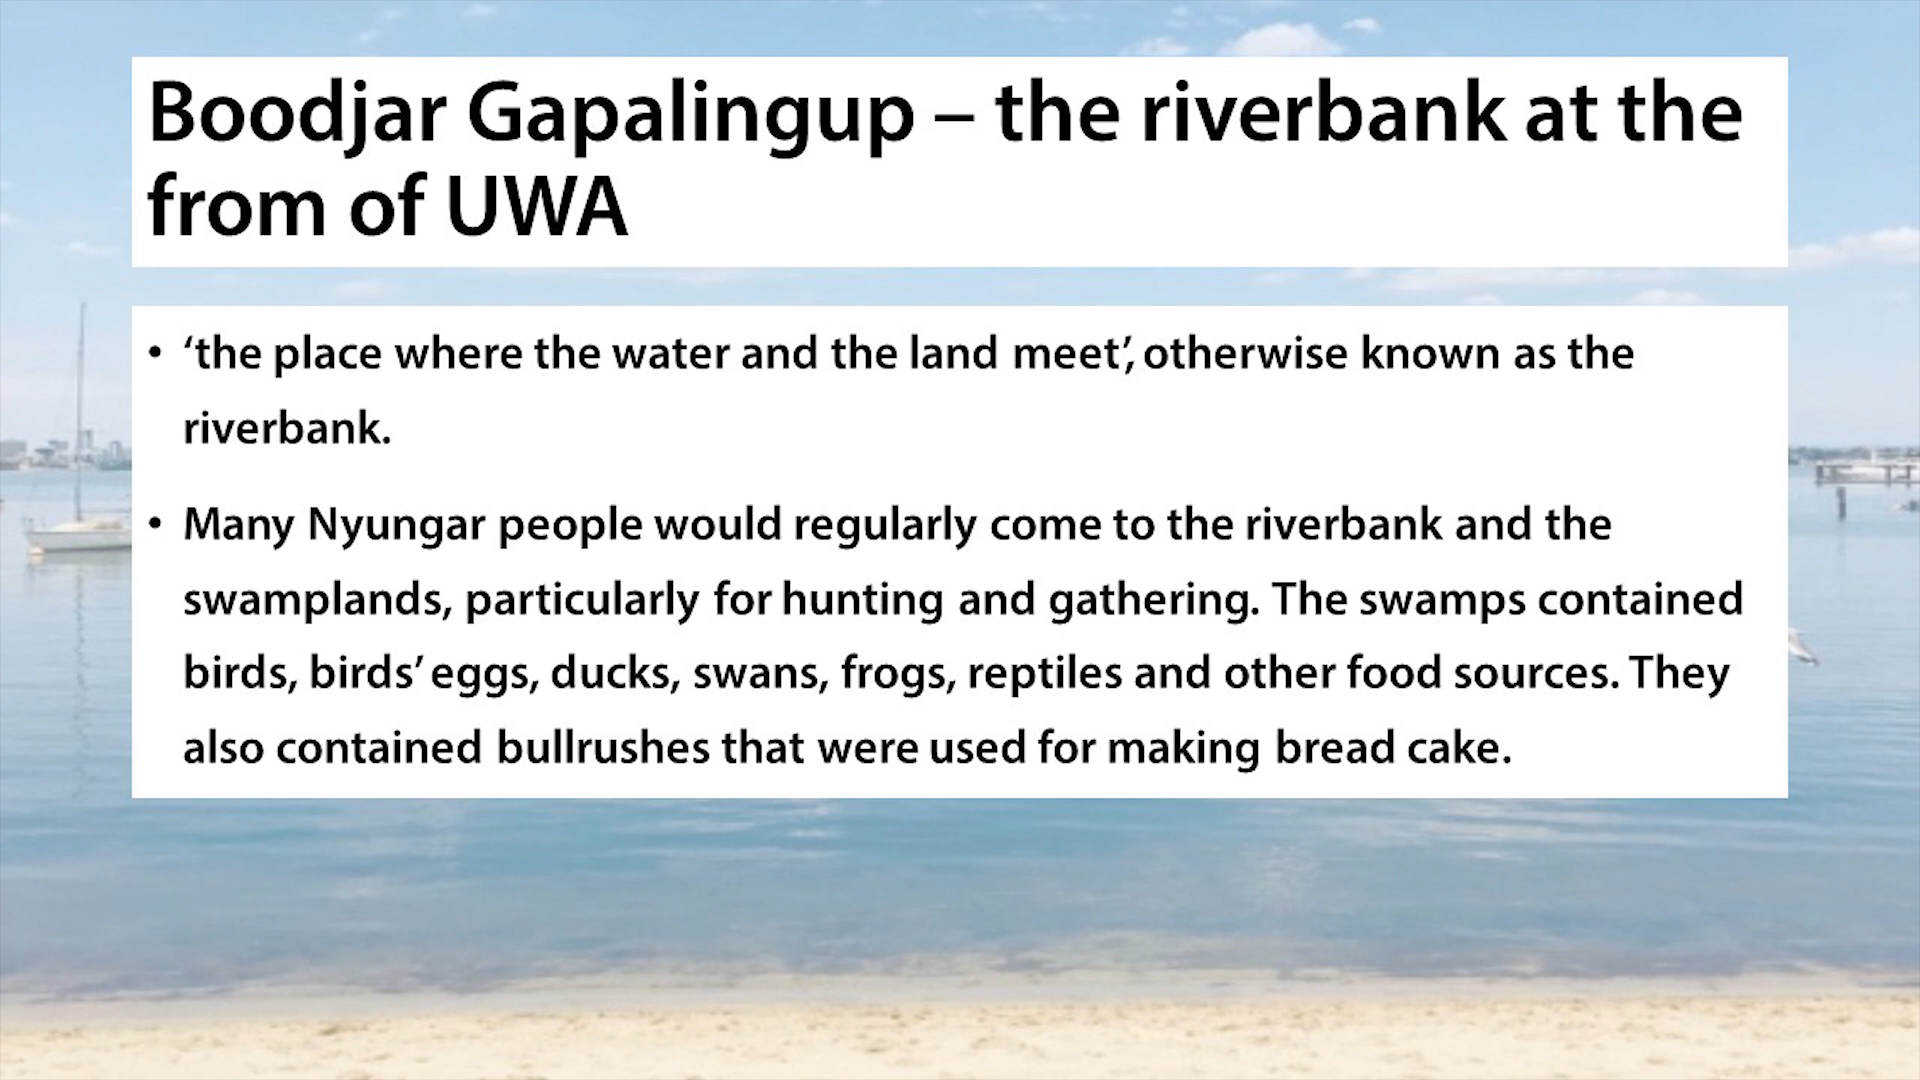 Boodjar Gapalingup – the riverbank at the
from of UWA
• ‘the place where the water and the land meet’, otherwise known as the
riverbank.
• Many Nyungar people would regularly come to the riverbank and the
swamplands, particularly for hunting and gathering. The swamps contained
birds, birds’ eggs, ducks, swans, frogs, reptiles and other food sources. They
also contained bullrushes that were used for making bread cake.